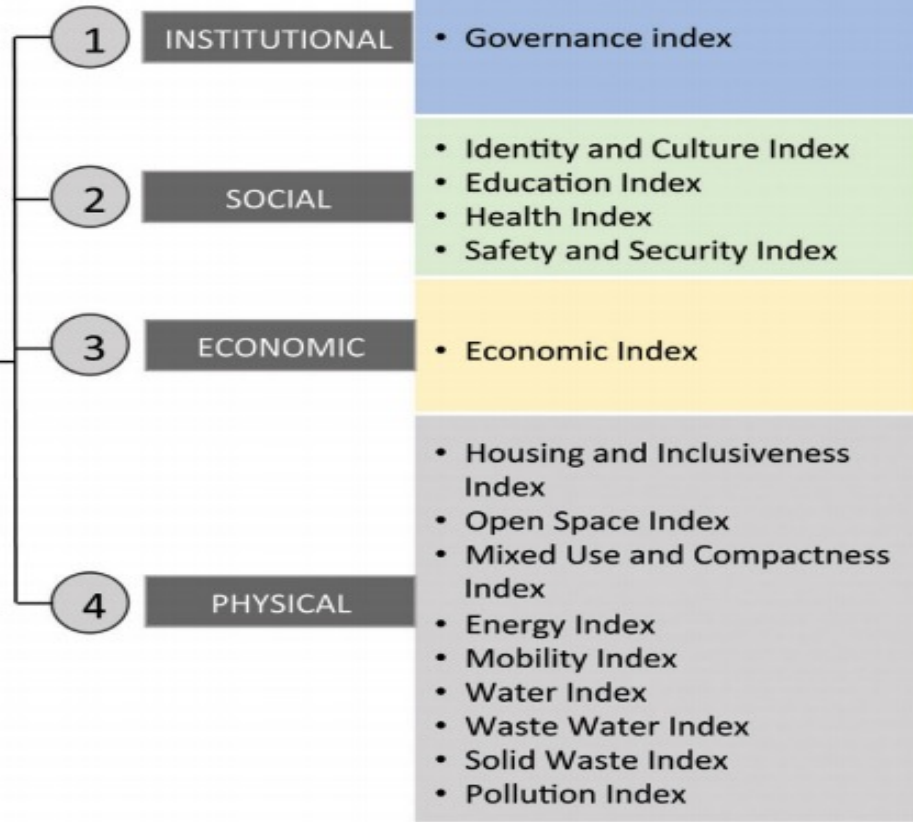 1 INSTITUTIONAL
• Governance index
2 SOCIAL
• Identity and Culture Index
• Education Index
• Health Index
• Safety and Security Index
3 ECONOMIC
• Economic Index
4 PHYSICAL
• Housing and Inclusiveness
Index
• Open Space Index
• Mixed Use and Compactness
Index
• Energy Index
• Mobility Index
• Water Index
• Waste Water Index
• Solid Waste Index
• Pollution Index